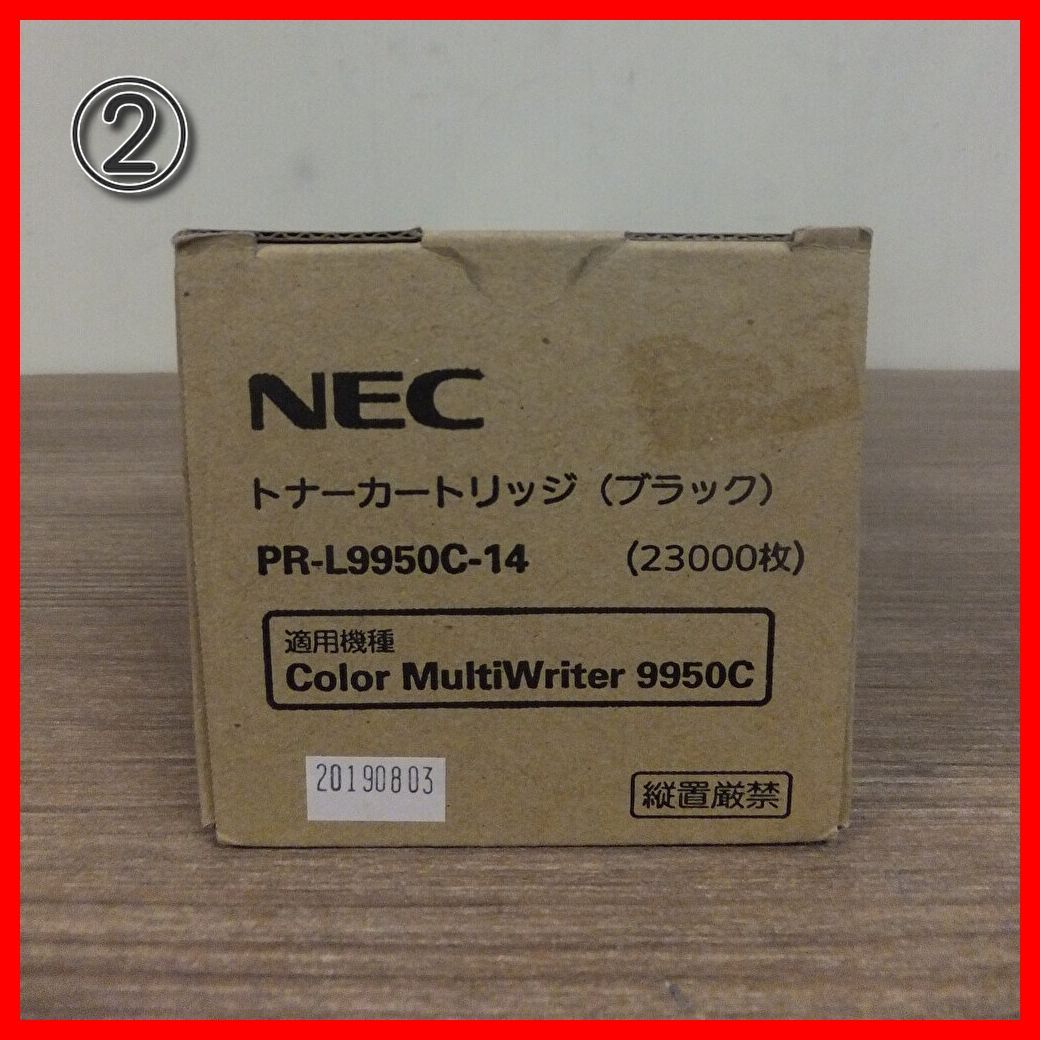 ②
NEC
トナーカートリッジ（ブラック）
PR-L9950C-14 (23000枚)
適用機種
Color MultiWriter 9950C
20190803
縦置厳禁